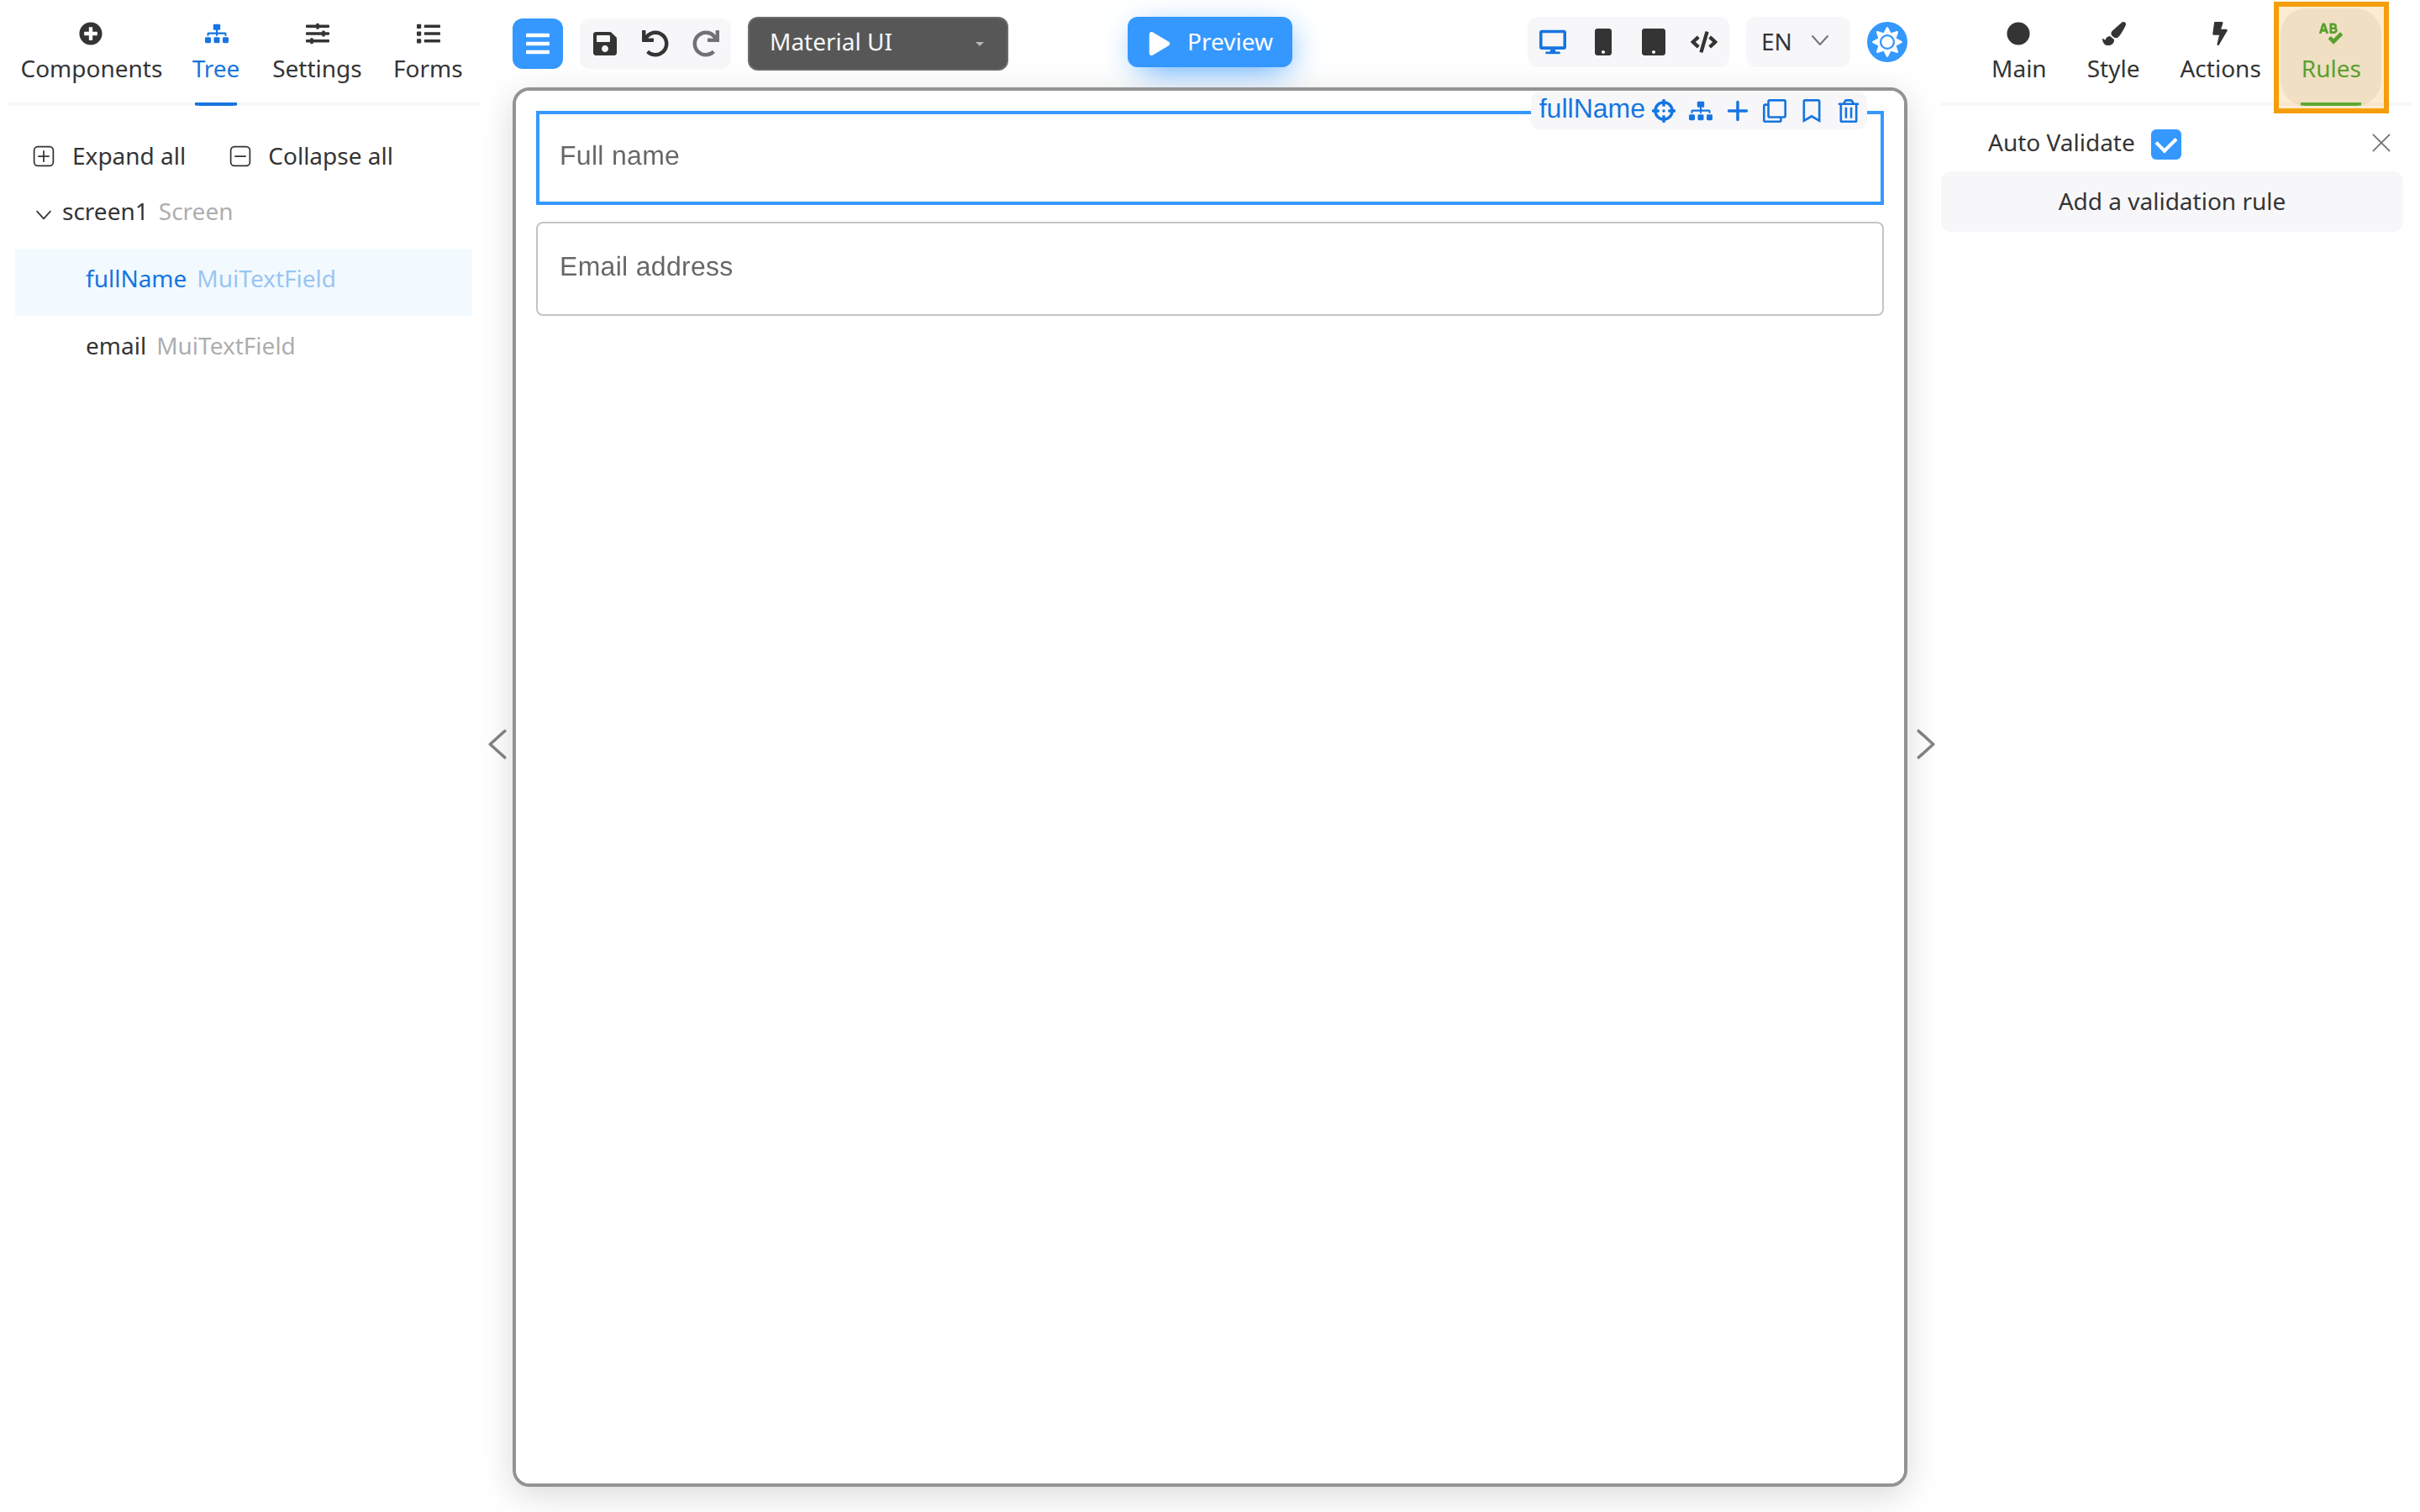 Components
Tree
Settings
Forms
Material UI
Preview
EN
Main
Style
Actions
AB
Rules
Expand all
Collapse all
screen1 Screen
fullName MuiTextField
email MuiTextField
fullName
Full name
Email address
Auto Validate
Add a validation rule